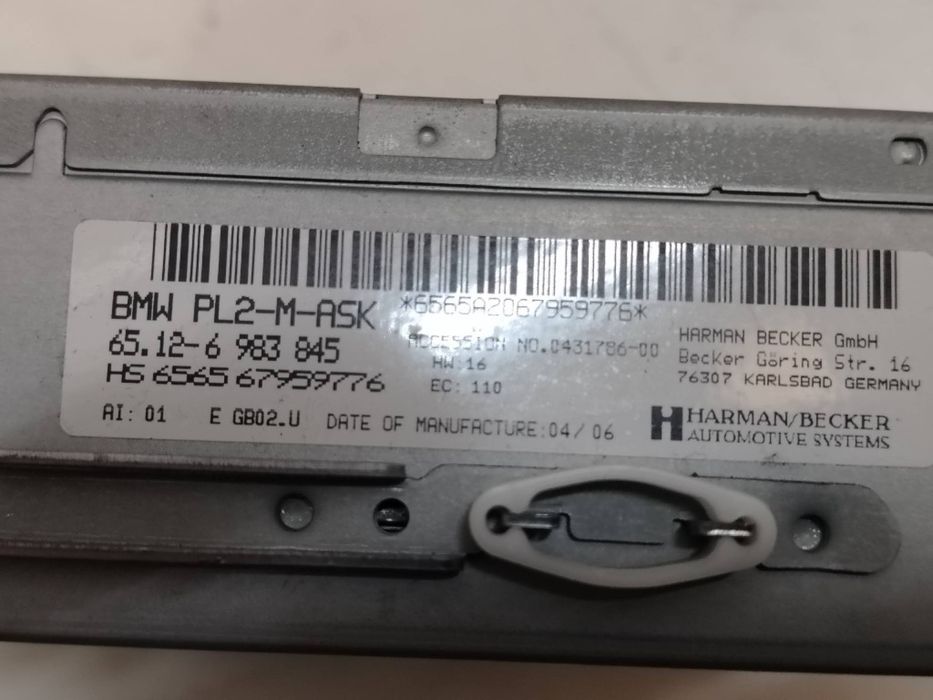 BMW PL2-M-ASK
*6565A2067959776*
65.12-6 983 845
HS 6565 67959776
ACCESSION NO.0431786-00
HW:16
EC: 110
HARMAN BECKER GmbH
Becker Göring Str. 16
76307 KARLSBAD GERMANY
AI: 01 E GB02.U DATE OF MANUFACTURE:04/06
HARMAN/BECKER
AUTOMOTIVE SYSTEMS